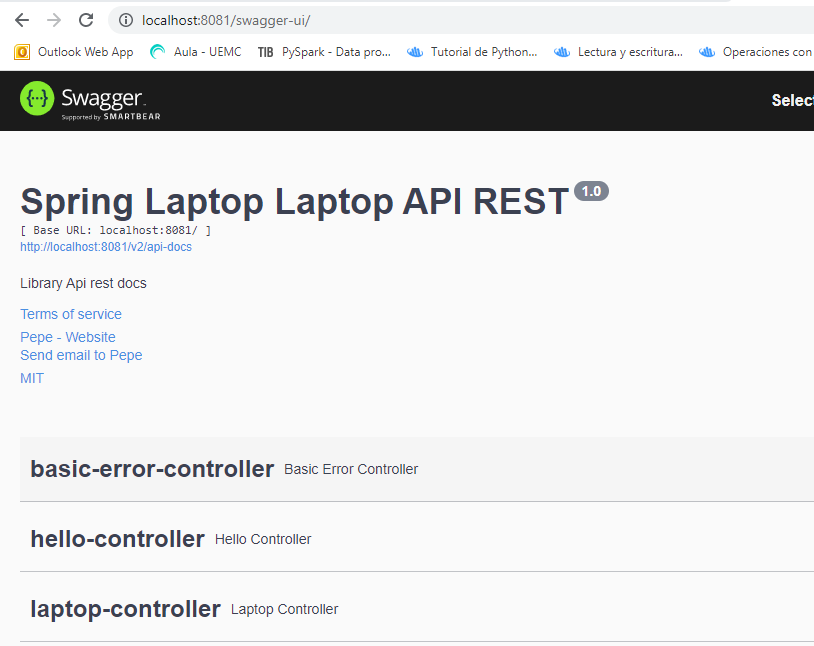 localhost:8081/swagger-ui/
Outlook Web App Aula - UEMC TIB PySpark - Data pro... Tutorial de Python... Lectura y escritura... Operaciones con
{···} Swagger.
Supported by SMARTBEAR
Selec
Spring Laptop Laptop API REST 1.0
[ Base URL: localhost:8081/ ]
http://localhost:8081/v2/api-docs
Library Api rest docs
Terms of service
Pepe - Website
Send email to Pepe
MIT
basic-error-controller Basic Error Controller
hello-controller Hello Controller
laptop-controller Laptop Controller